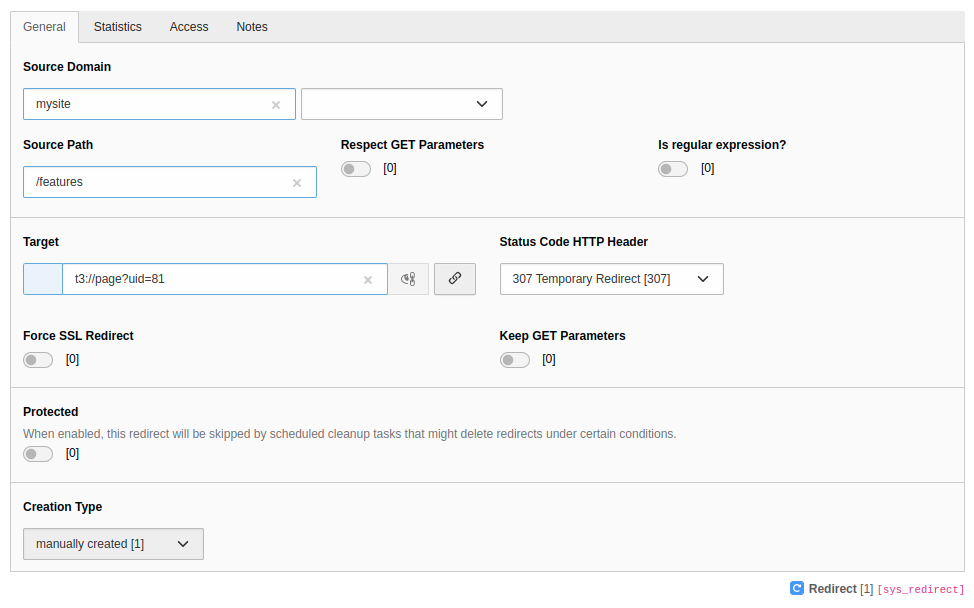 General Statistics Access Notes
Source Domain
mysite
Source Path Respect GET Parameters Is regular expression?
[0] [0]
/features
Target Status Code HTTP Header
t3://page?uid=81 307 Temporary Redirect [307]
Force SSL Redirect Keep GET Parameters
[0] [0]
Protected
When enabled, this redirect will be skipped by scheduled cleanup tasks that might delete redirects under certain conditions.
[0]
Creation Type
manually created [1]
Redirect [1] [sys_redirect]